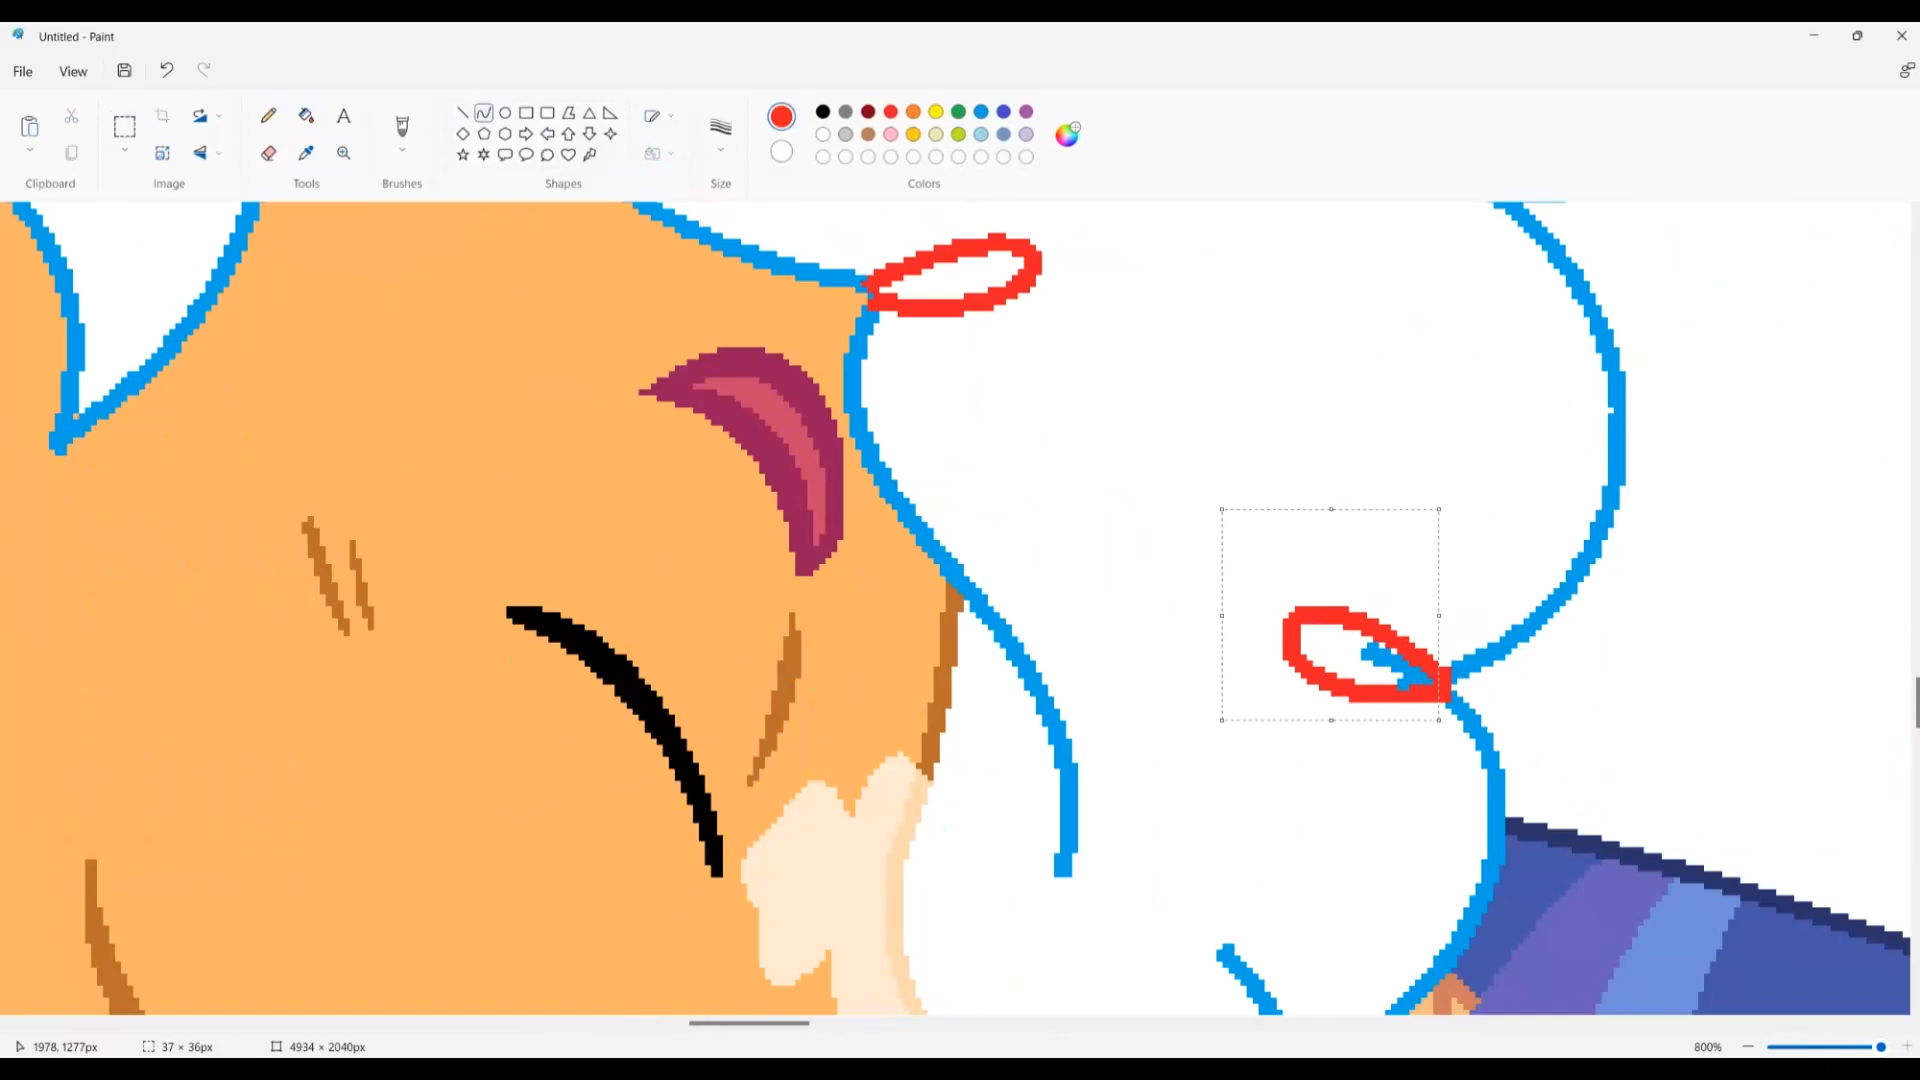 Untitled - Paint
File View
Clipboard Image Tools Brushes Shapes Size Colors
1978, 1277px 37 × 36px 4934 × 2040px 800%